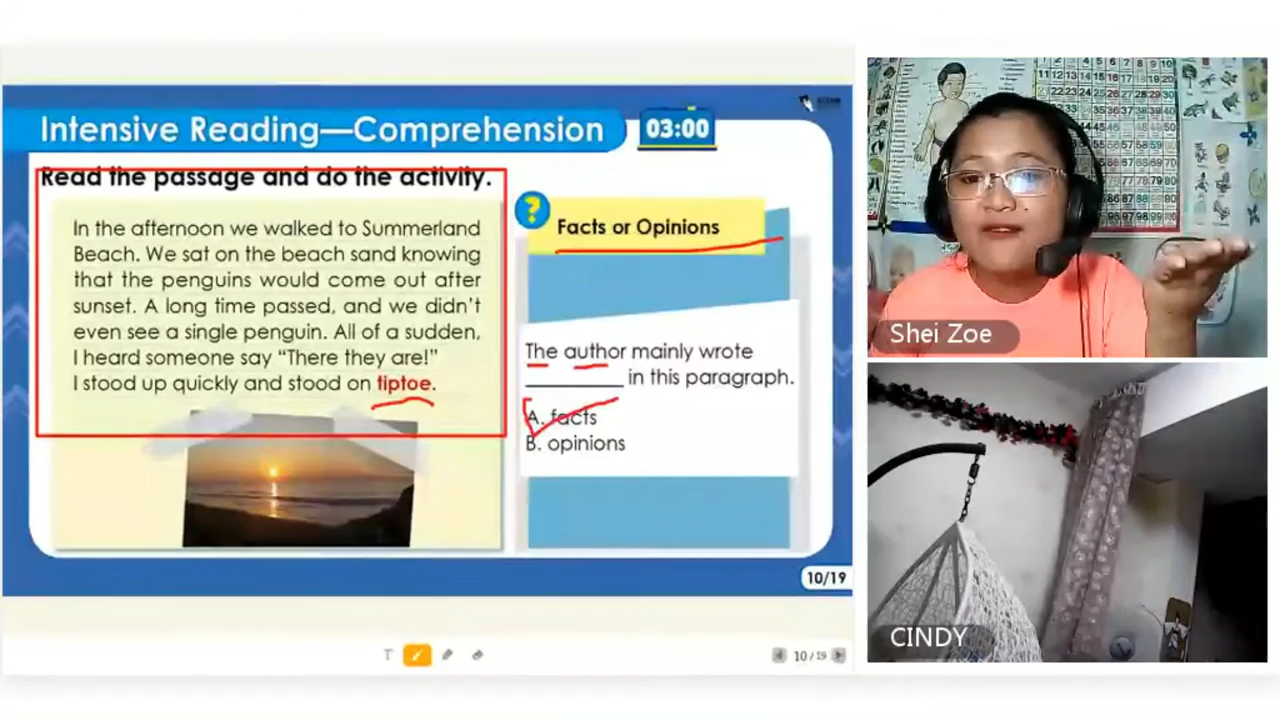 Intensive Reading—Comprehension
03:00
Read the passage and do the activity.
In the afternoon we walked to Summerland
Beach. We sat on the beach sand knowing
that the penguins would come out after
sunset. A long time passed, and we didn't
even see a single penguin. All of a sudden,
I heard someone say “There they are!”
I stood up quickly and stood on tiptoe.
?
Facts or Opinions
The author mainly wrote
__________ in this paragraph.
A. facts
B. opinions
10/19
T
10/19
Shei Zoe
CINDY